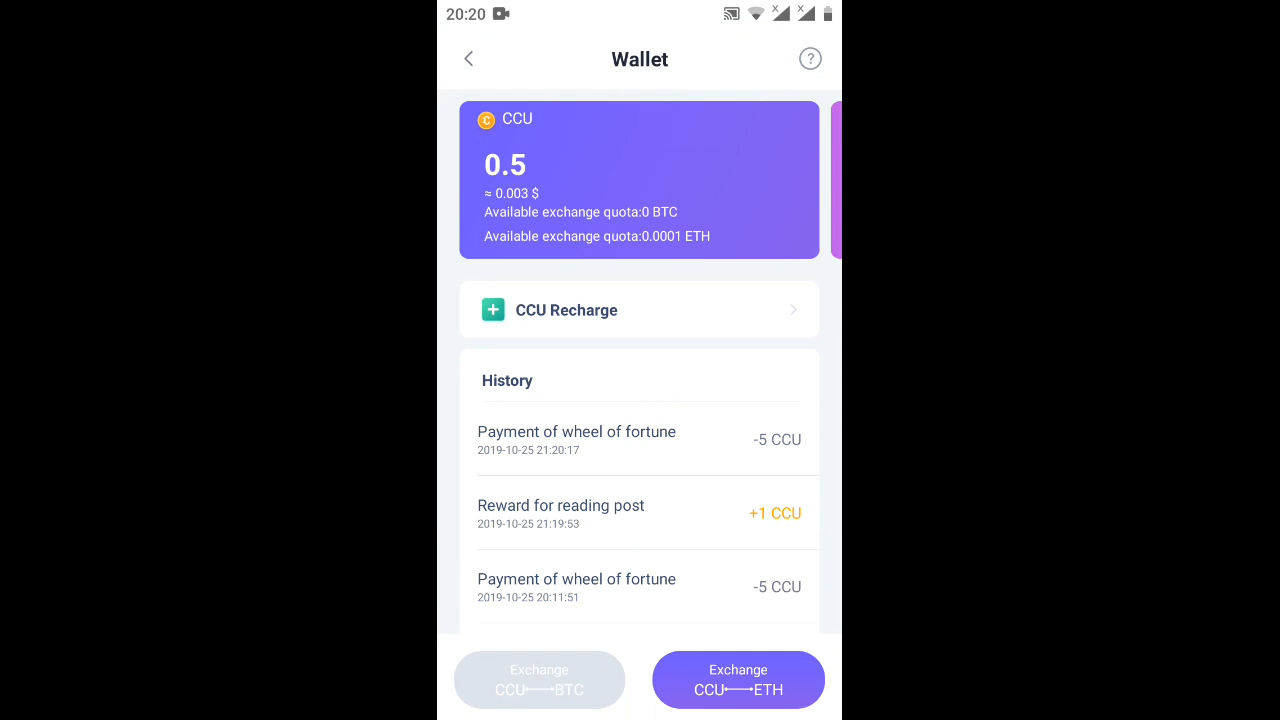 20:20
Wallet
CCU
0.5
≈ 0.003 $
Available exchange quota:0 BTC
Available exchange quota:0.0001 ETH
CCU Recharge
History
Payment of wheel of fortune
-5 CCU
2019-10-25 21:20:17
Reward for reading post
+1 CCU
2019-10-25 21:19:53
Payment of wheel of fortune
-5 CCU
2019-10-25 20:11:51
Exchange
CCU⟷BTC
Exchange
CCU⟷ETH